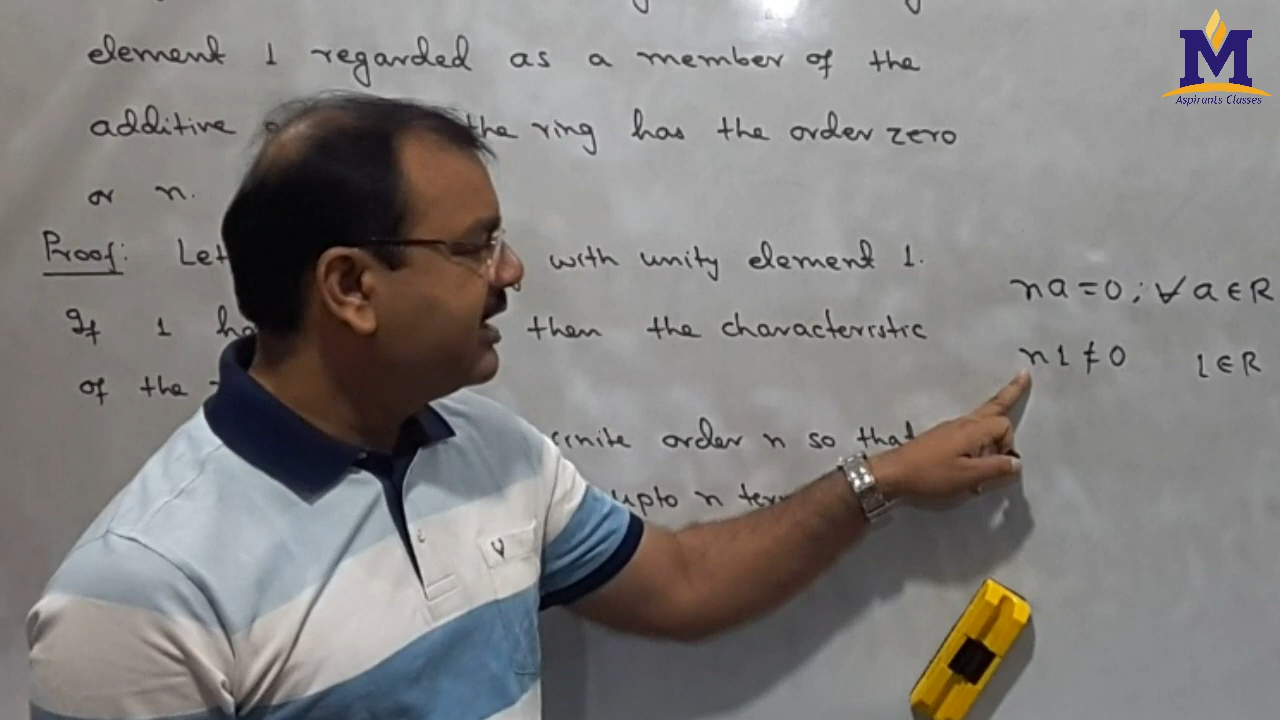 element 1 regarded as a member of the
additive the ring has the order zero
or n.
Proof: Let with unity element 1.
If 1 then the characteristic
of the
order n so that
upto n
na = 0 ; ∀ a ∈ R
n1 ≠ 0 1 ∈ R
M
Aspirants Classes